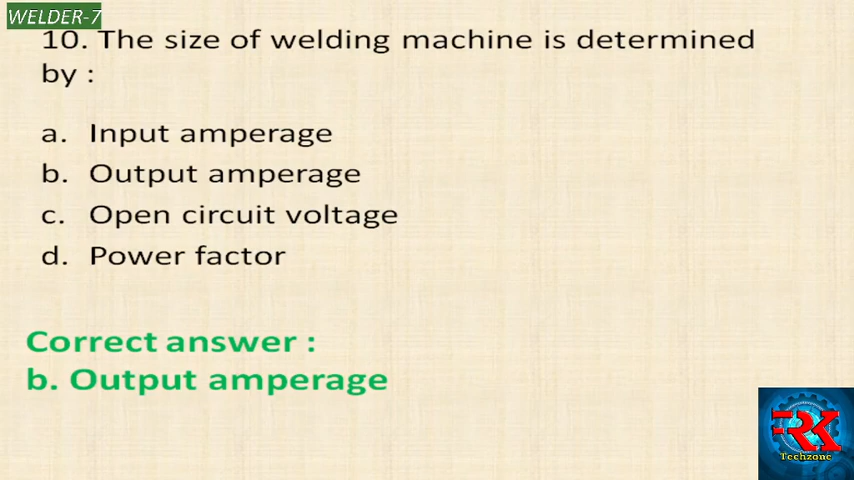 WELDER-7
10. The size of welding machine is determined
by :
a. Input amperage
b. Output amperage
c. Open circuit voltage
d. Power factor
Correct answer :
b. Output amperage
RK
Techzone